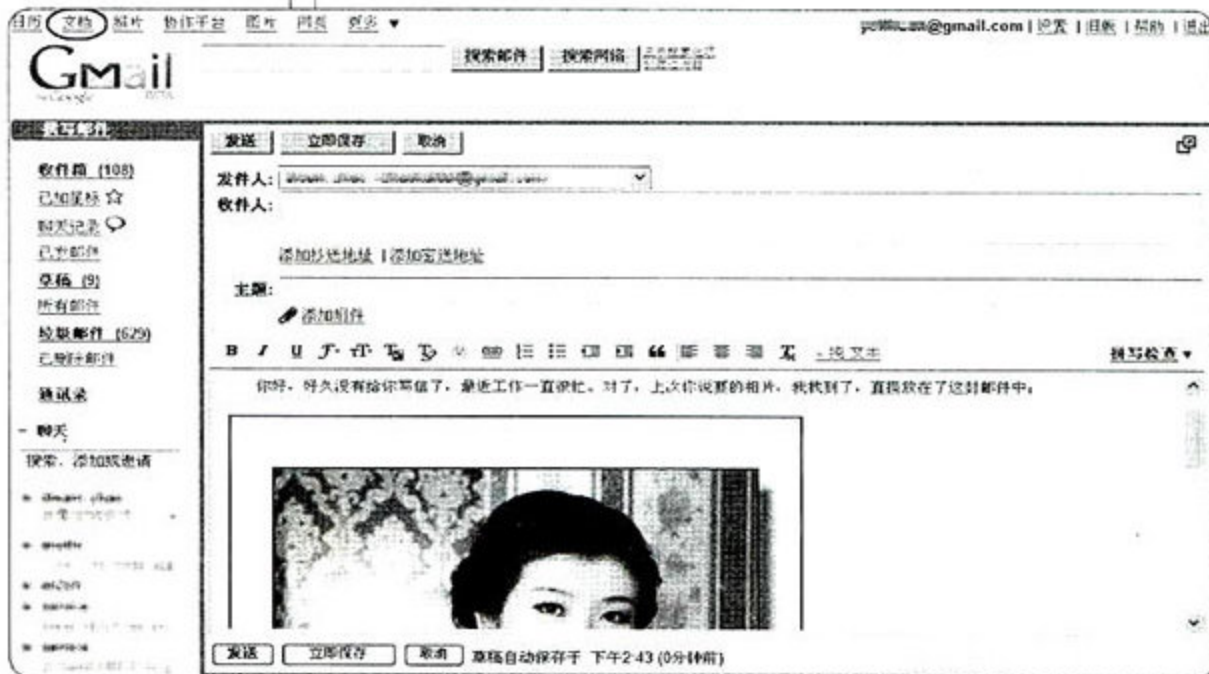 日历 文档 照片 协作平台 图片 网页 更多 ▼
@gmail.com | 设置 | 旧版 | 帮助 | 退出
Gmail
BETA
搜索邮件 搜索网络
撰写邮件
收件箱 (108)
已加星标
聊天记录
已发邮件
草稿 (9)
所有邮件
垃圾邮件 (629)
已删除邮件
通讯录
- 聊天
搜索、添加或邀请
发送 立即保存 取消
发件人:
收件人:
添加抄送地址 | 添加密送地址
主题:
添加附件
B I U
« 纯文本
拼写检查 ▼
你好,好久没有给你写信了,最近工作一直很忙。对了,上次你说要的相片,我找到了,直接放在了这封邮件中:
发送 立即保存 取消 草稿自动保存于 下午2:43 (0分钟前)